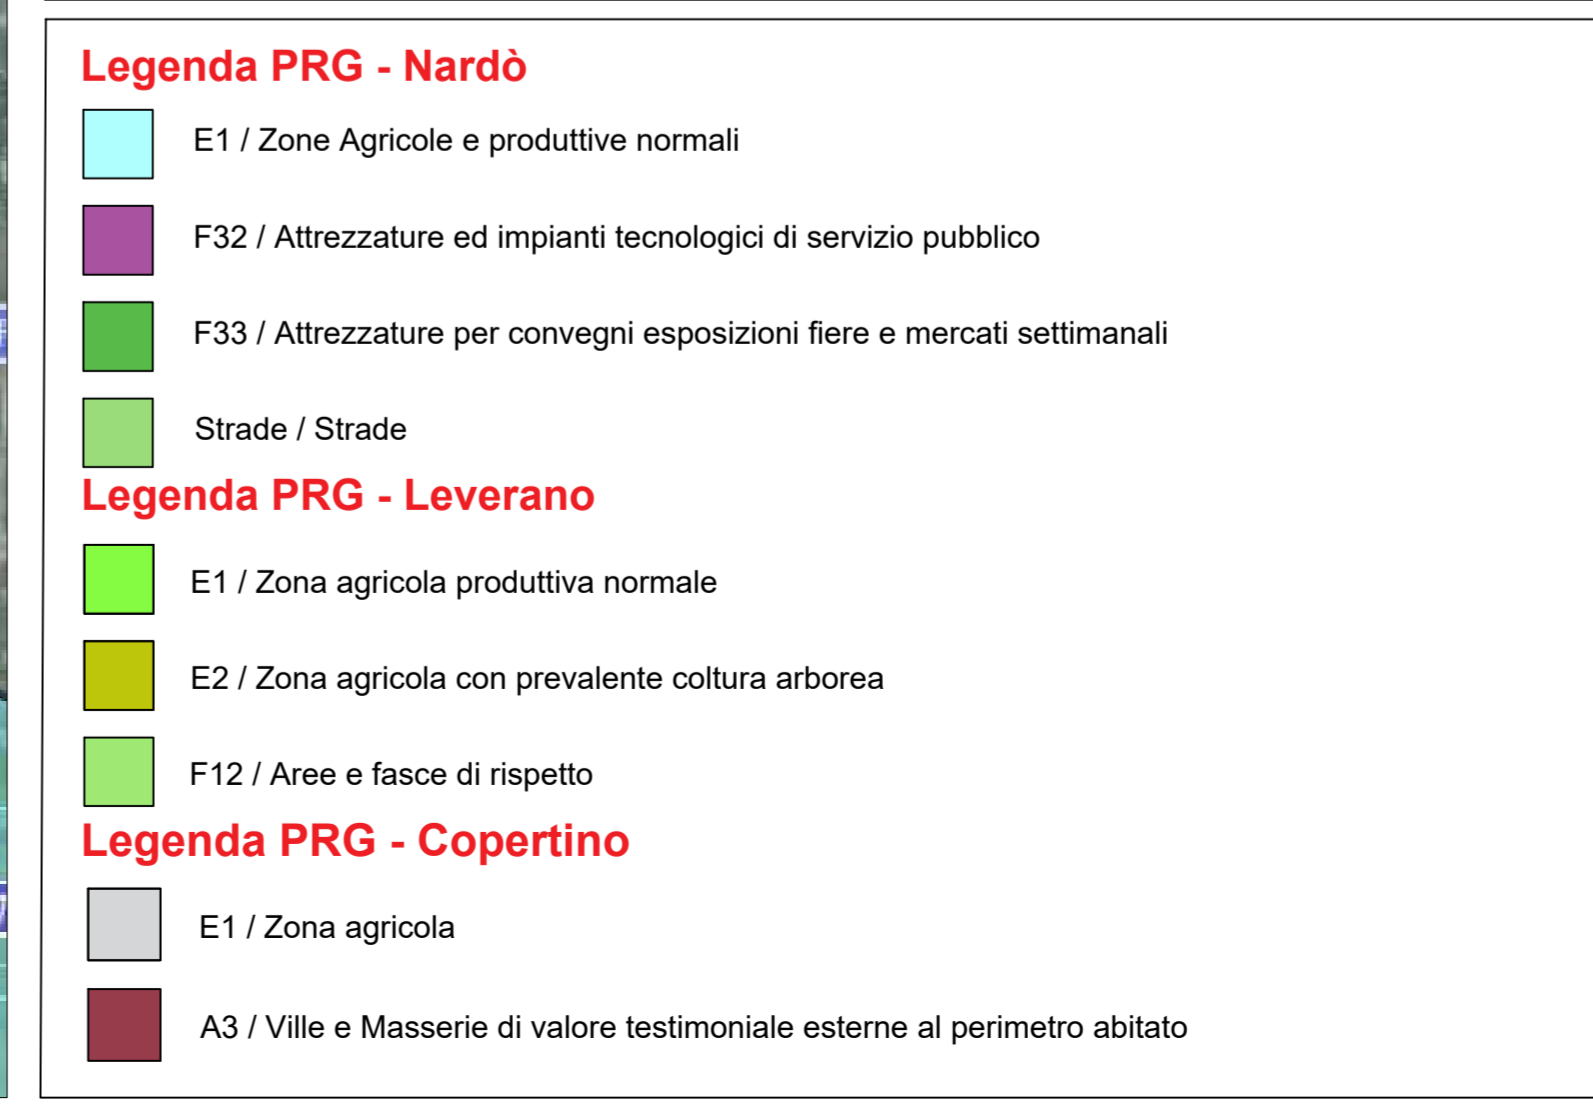 Legenda PRG - Nardò
E1 / Zone Agricole e produttive normali
F32 / Attrezzature ed impianti tecnologici di servizio pubblico
F33 / Attrezzature per convegni esposizioni fiere e mercati settimanali
Strade / Strade
Legenda PRG - Leverano
E1 / Zona agricola produttiva normale
E2 / Zona agricola con prevalente coltura arborea
F12 / Aree e fasce di rispetto
Legenda PRG - Copertino
E1 / Zona agricola
A3 / Ville e Masserie di valore testimoniale esterne al perimetro abitato